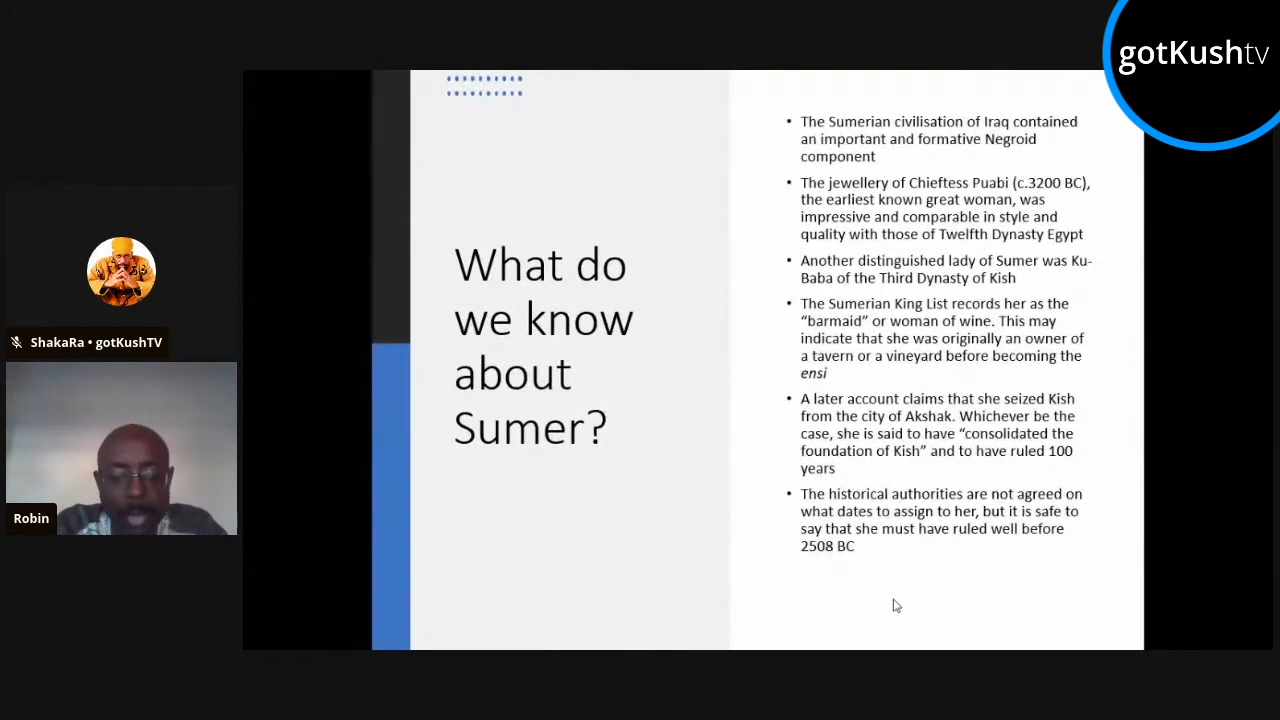 gotKushtv
What do
we know
about
Sumer?
• The Sumerian civilisation of Iraq contained
an important and formative Negroid
component
• The jewellery of Chieftess Puabi (c.3200 BC),
the earliest known great woman, was
impressive and comparable in style and
quality with those of Twelfth Dynasty Egypt
• Another distinguished lady of Sumer was Ku-
Baba of the Third Dynasty of Kish
• The Sumerian King List records her as the
“barmaid” or woman of wine. This may
indicate that she was originally an owner of
a tavern or a vineyard before becoming the
ensi
• A later account claims that she seized Kish
from the city of Akshak. Whichever be the
case, she is said to have “consolidated the
foundation of Kish” and to have ruled 100
years
• The historical authorities are not agreed on
what dates to assign to her, but it is safe to
say that she must have ruled well before
2508 BC
ShakaRa • gotKushTV
Robin